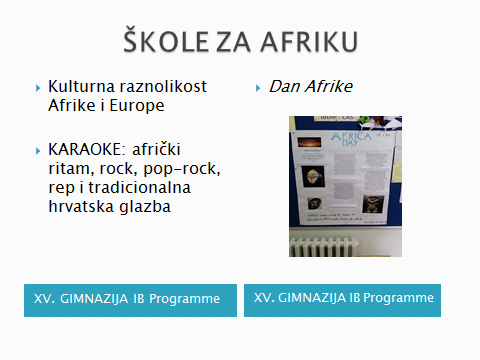 ŠKOLE ZA AFRIKU
Kulturna raznolikost
Afrike i Europe
KARAOKE: afrički
ritam, rock, pop-rock,
rep i tradicionalna
hrvatska glazba
Dan Afrike
AFRICA
DAY
XV. GIMNAZIJA IB Programme
XV. GIMNAZIJA IB Programme